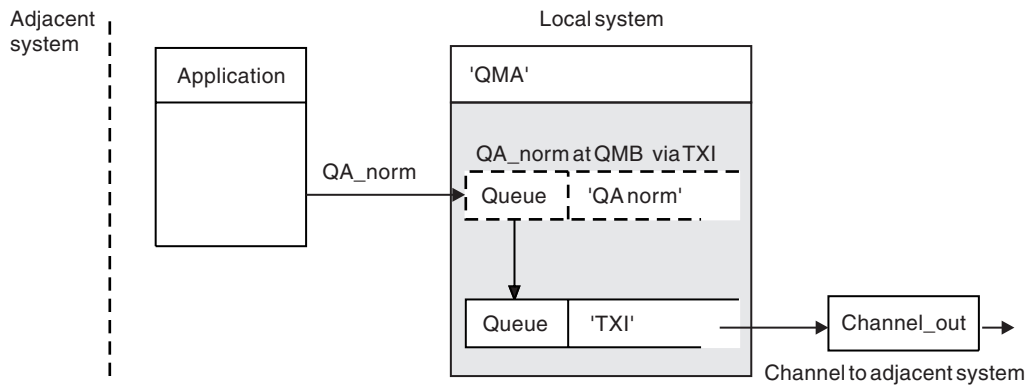 Adjacent
system
Local system
Application
'QMA'
QA_norm at QMB via TXI
QA_norm
Queue
'QA norm'
Queue
'TXI'
Channel_out
Channel to adjacent system